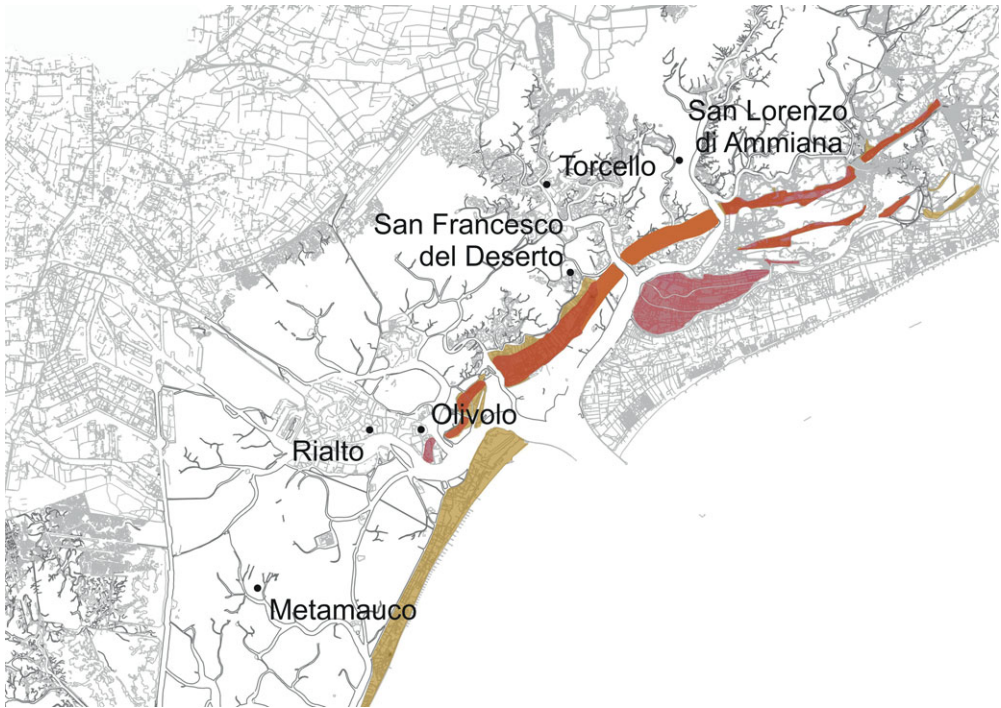 San Lorenzo
di Ammiana
Torcello
San Francesco
del Deserto
Olivolo
Rialto
Metamauco